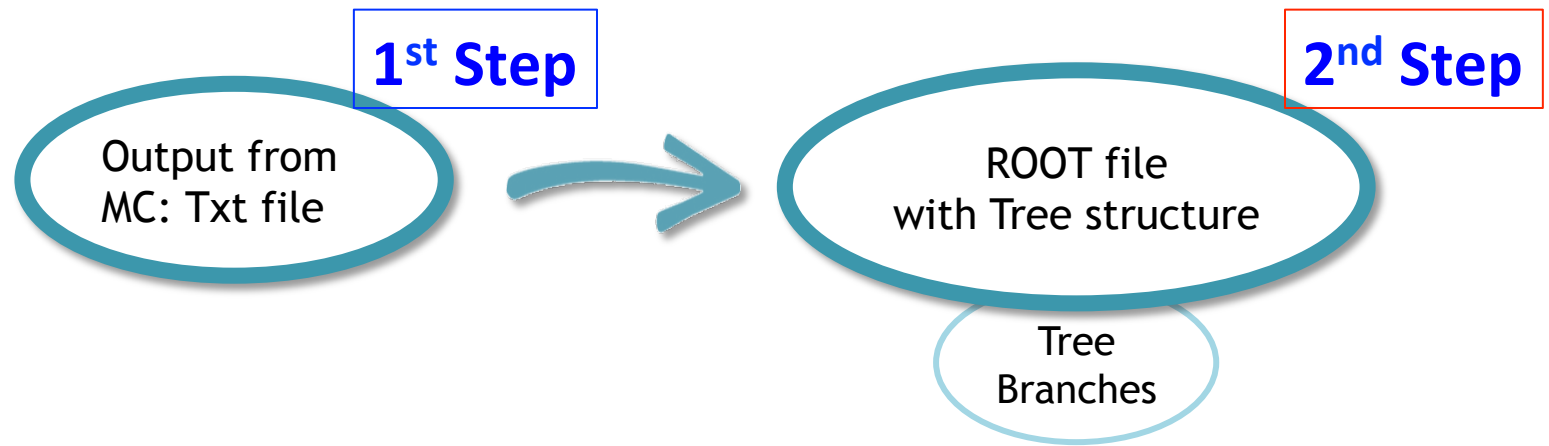 1st Step
Output from
MC: Txt file
2nd Step
ROOT file
with Tree structure
Tree
Branches